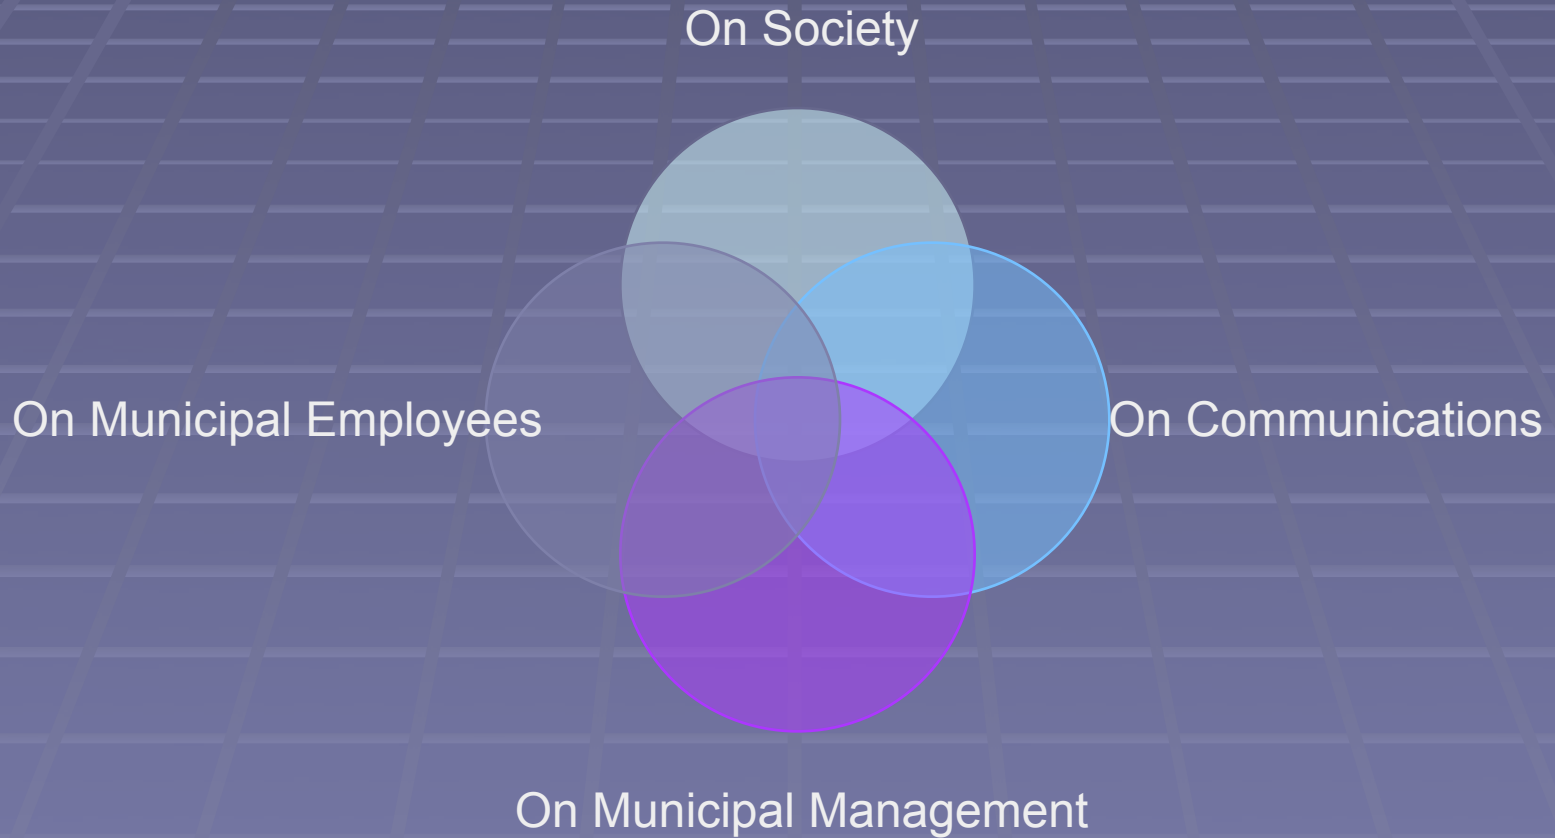 On Society
On Municipal Employees
On Communications
On Municipal Management